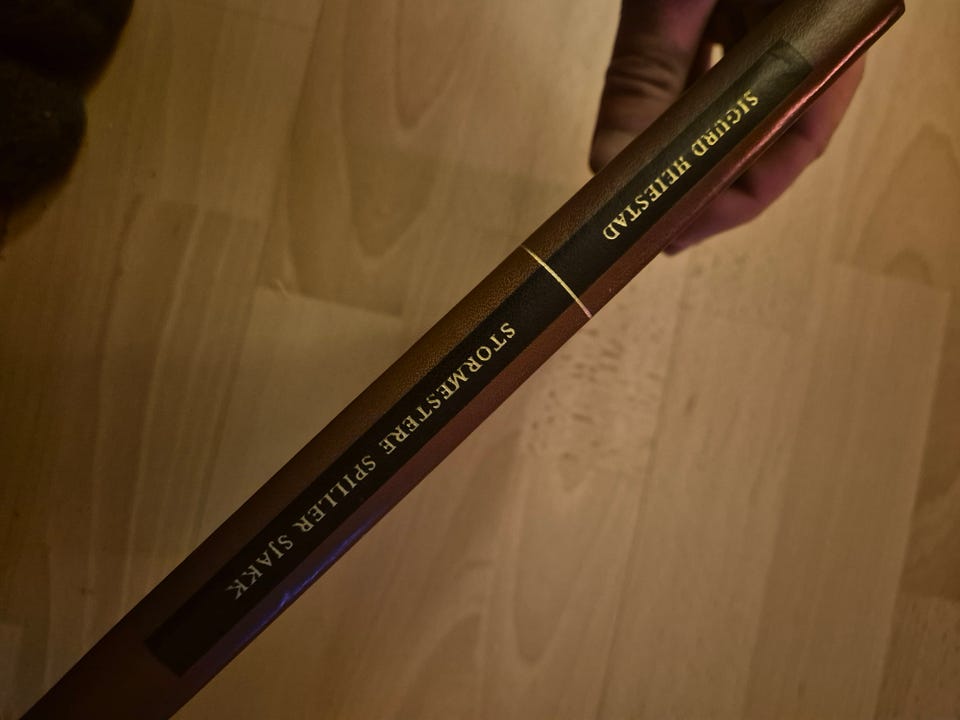 SIGURD HEIESTAD
STORMESTERE SPILLER SJAKK